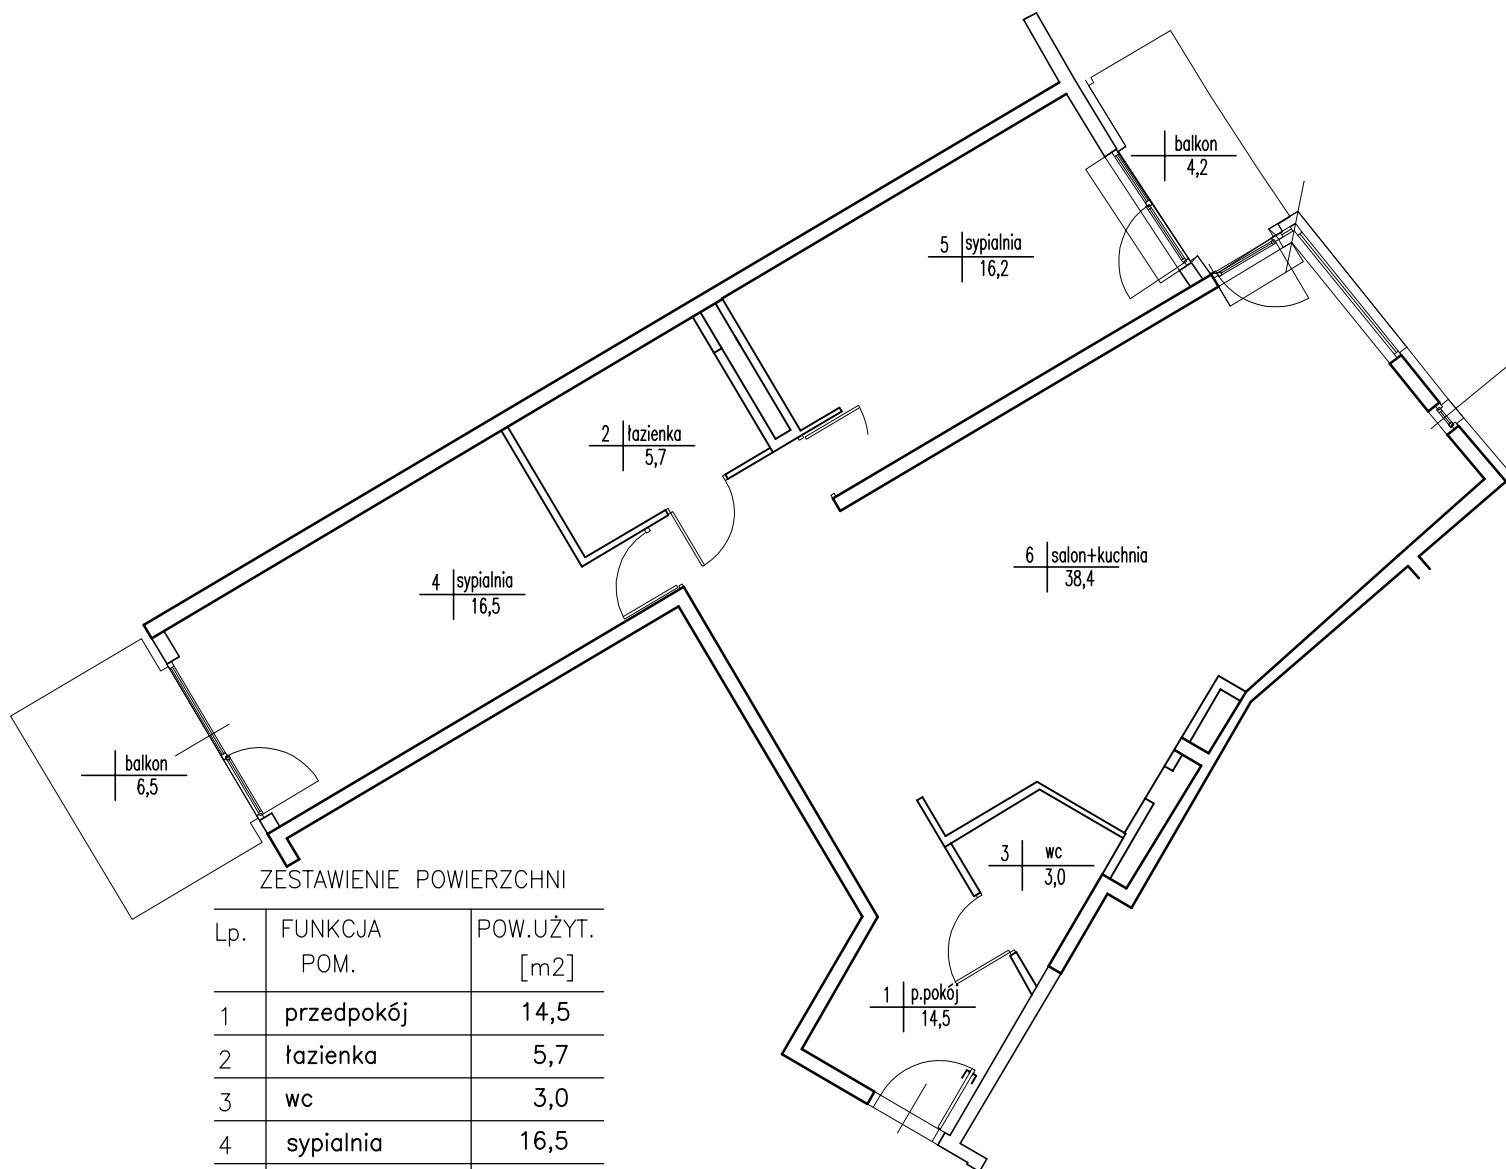 balkon
4,2
5 sypialnia
16,2
2 łazienka
5,7
6 salon+kuchnia
38,4
4 sypialnia
16,5
balkon
6,5
3 wc
3,0
1 p.pokój
14,5
ZESTAWIENIE POWIERZCHNI
Lp. FUNKCJA POM. POW.UŻYT. [m2]
1 przedpokój 14,5
2 łazienka 5,7
3 wc 3,0
4 sypialnia 16,5